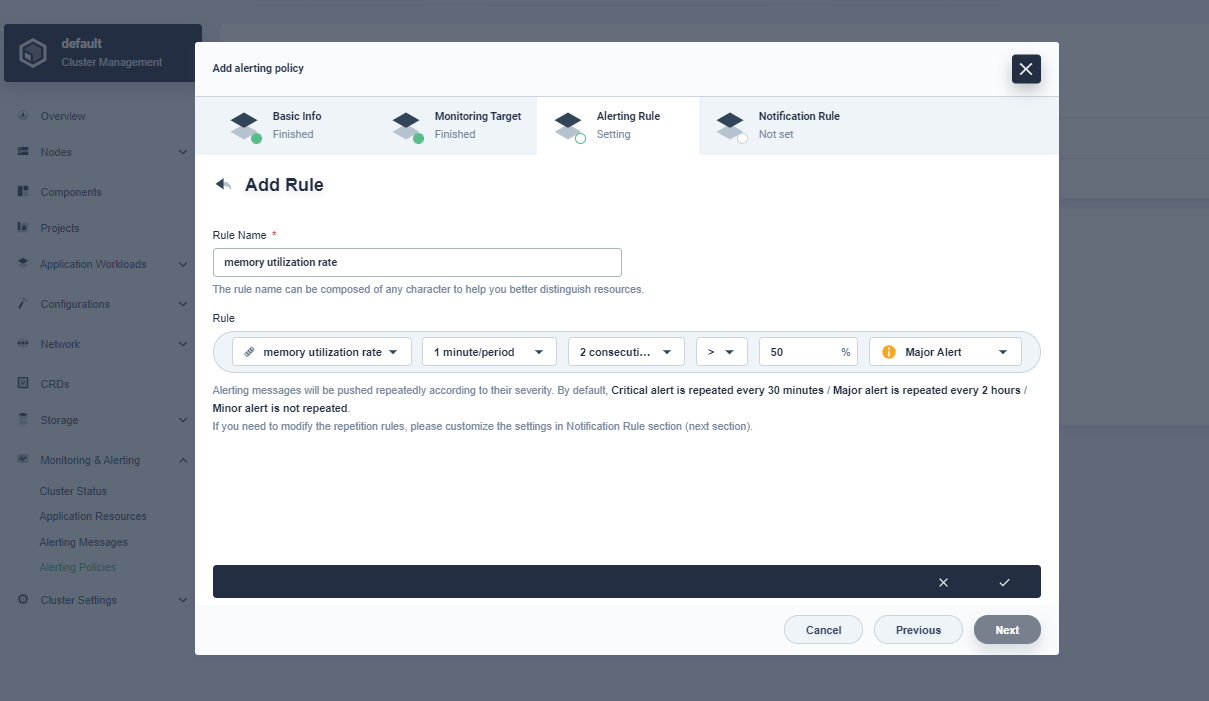 default
Cluster Management
Overview
Nodes
Components
Projects
Application Workloads
Configurations
Network
CRDs
Storage
Monitoring & Alerting
Cluster Status
Application Resources
Alerting Messages
Alerting Policies
Cluster Settings
Add alerting policy
Basic Info
Finished
Monitoring Target
Finished
Alerting Rule
Setting
Notification Rule
Not set
Add Rule
Rule Name *
memory utilization rate
The rule name can be composed of any character to help you better distinguish resources.
Rule
memory utilization rate 1 minute/period 2 consecuti... > 50 % Major Alert
Alerting messages will be pushed repeatedly according to their severity. By default, Critical alert is repeated every 30 minutes / Major alert is repeated every 2 hours /
Minor alert is not repeated.
If you need to modify the repetition rules, please customize the settings in Notification Rule section (next section).
Cancel Previous Next